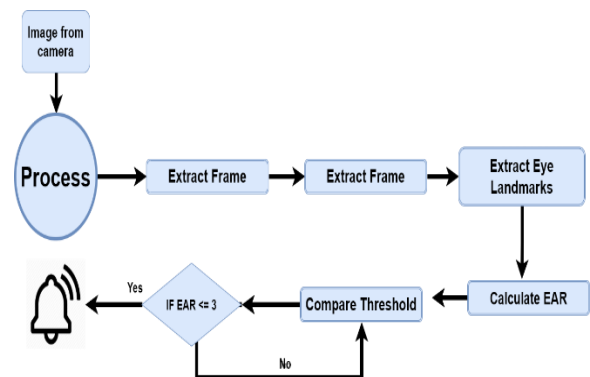 Image from
camera
Process
Extract Frame
Extract Frame
Extract Eye
Landmarks
Calculate EAR
Compare Threshold
IF EAR <= 3
Yes
No